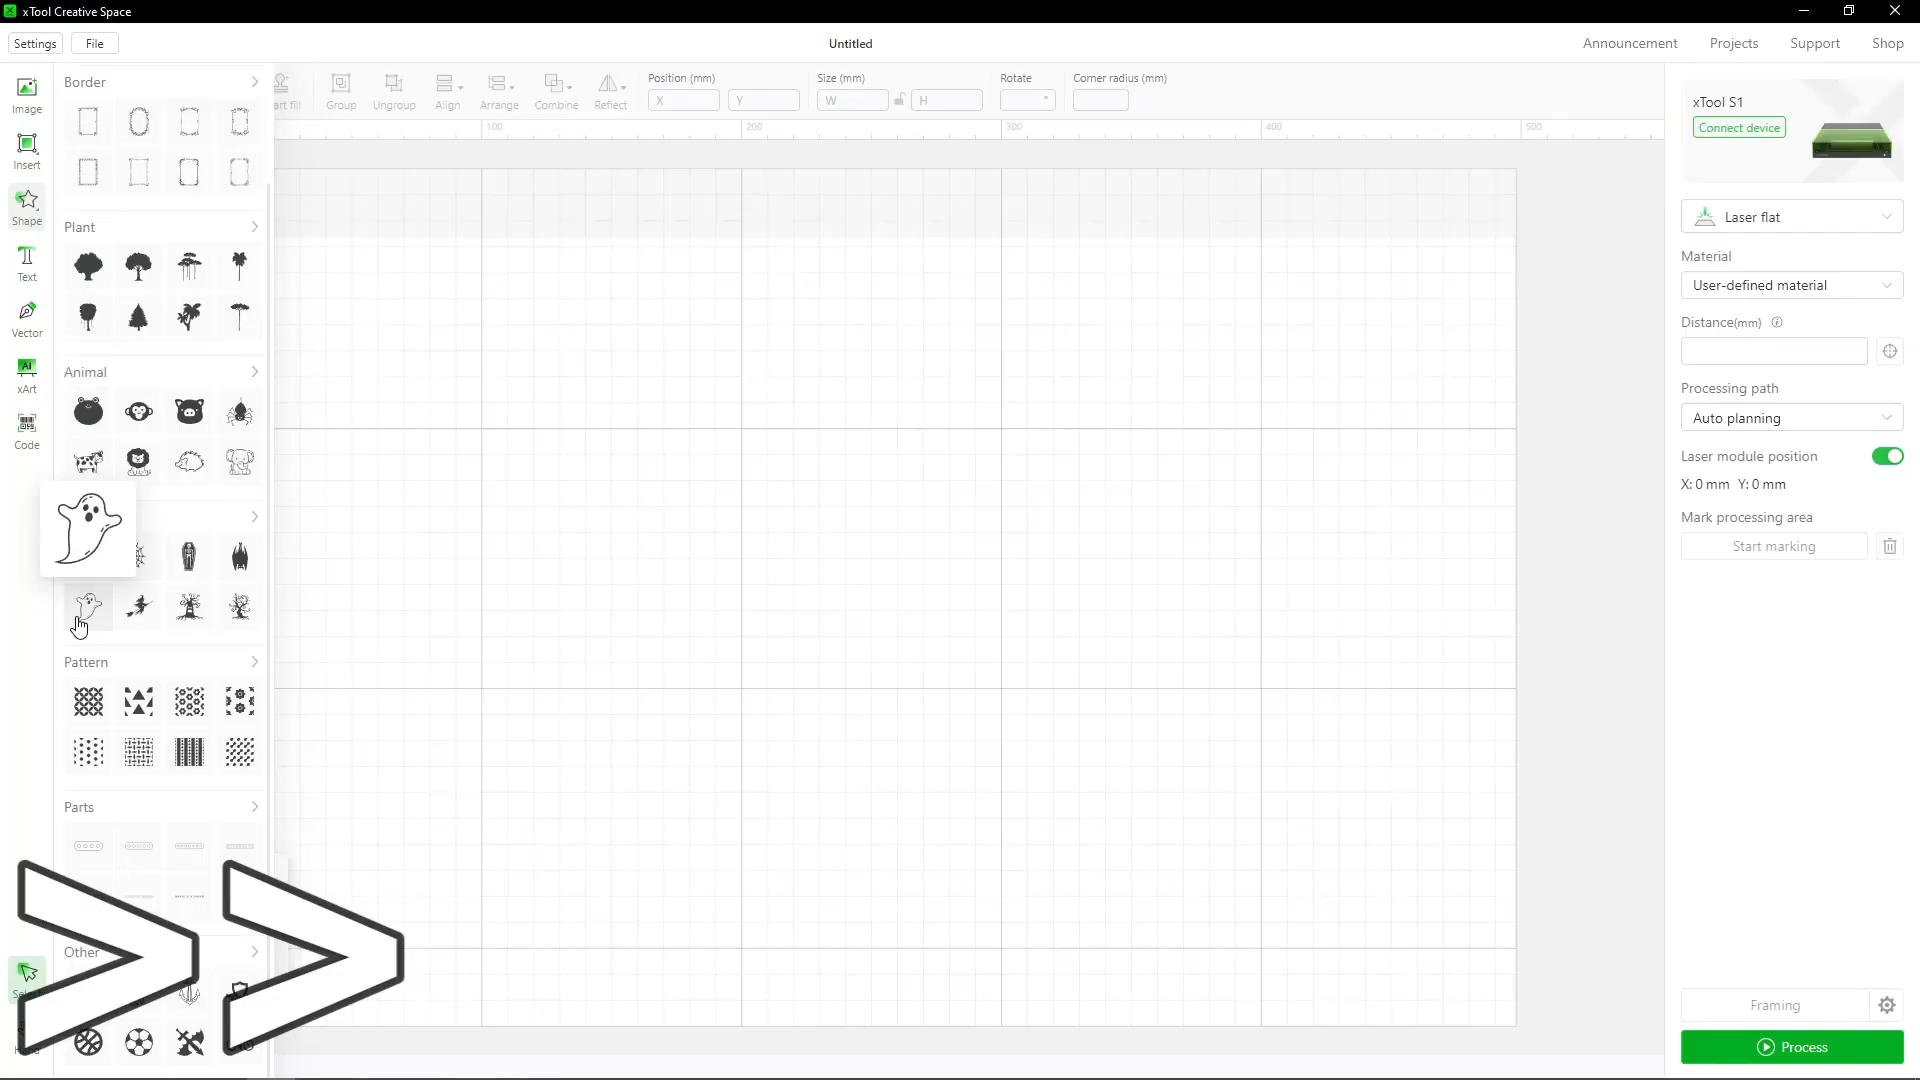 xTool Creative Space
Settings
File
Untitled
Announcement
Projects
Support
Shop
Image
Insert
Shape
Text
Vector
AI
xArt
Code
Border
Plant
Animal
Pattern
Parts
Other
Group
Ungroup
Align
Arrange
Combine
Reflect
Position (mm)
X
Y
Size (mm)
W
H
Rotate
°
Corner radius (mm)
100
200
300
400
500
xTool S1
Connect device
Laser flat
Material
User-defined material
Distance(mm)
Processing path
Auto planning
Laser module position
X: 0 mm Y: 0 mm
Mark processing area
Start marking
Framing
Process